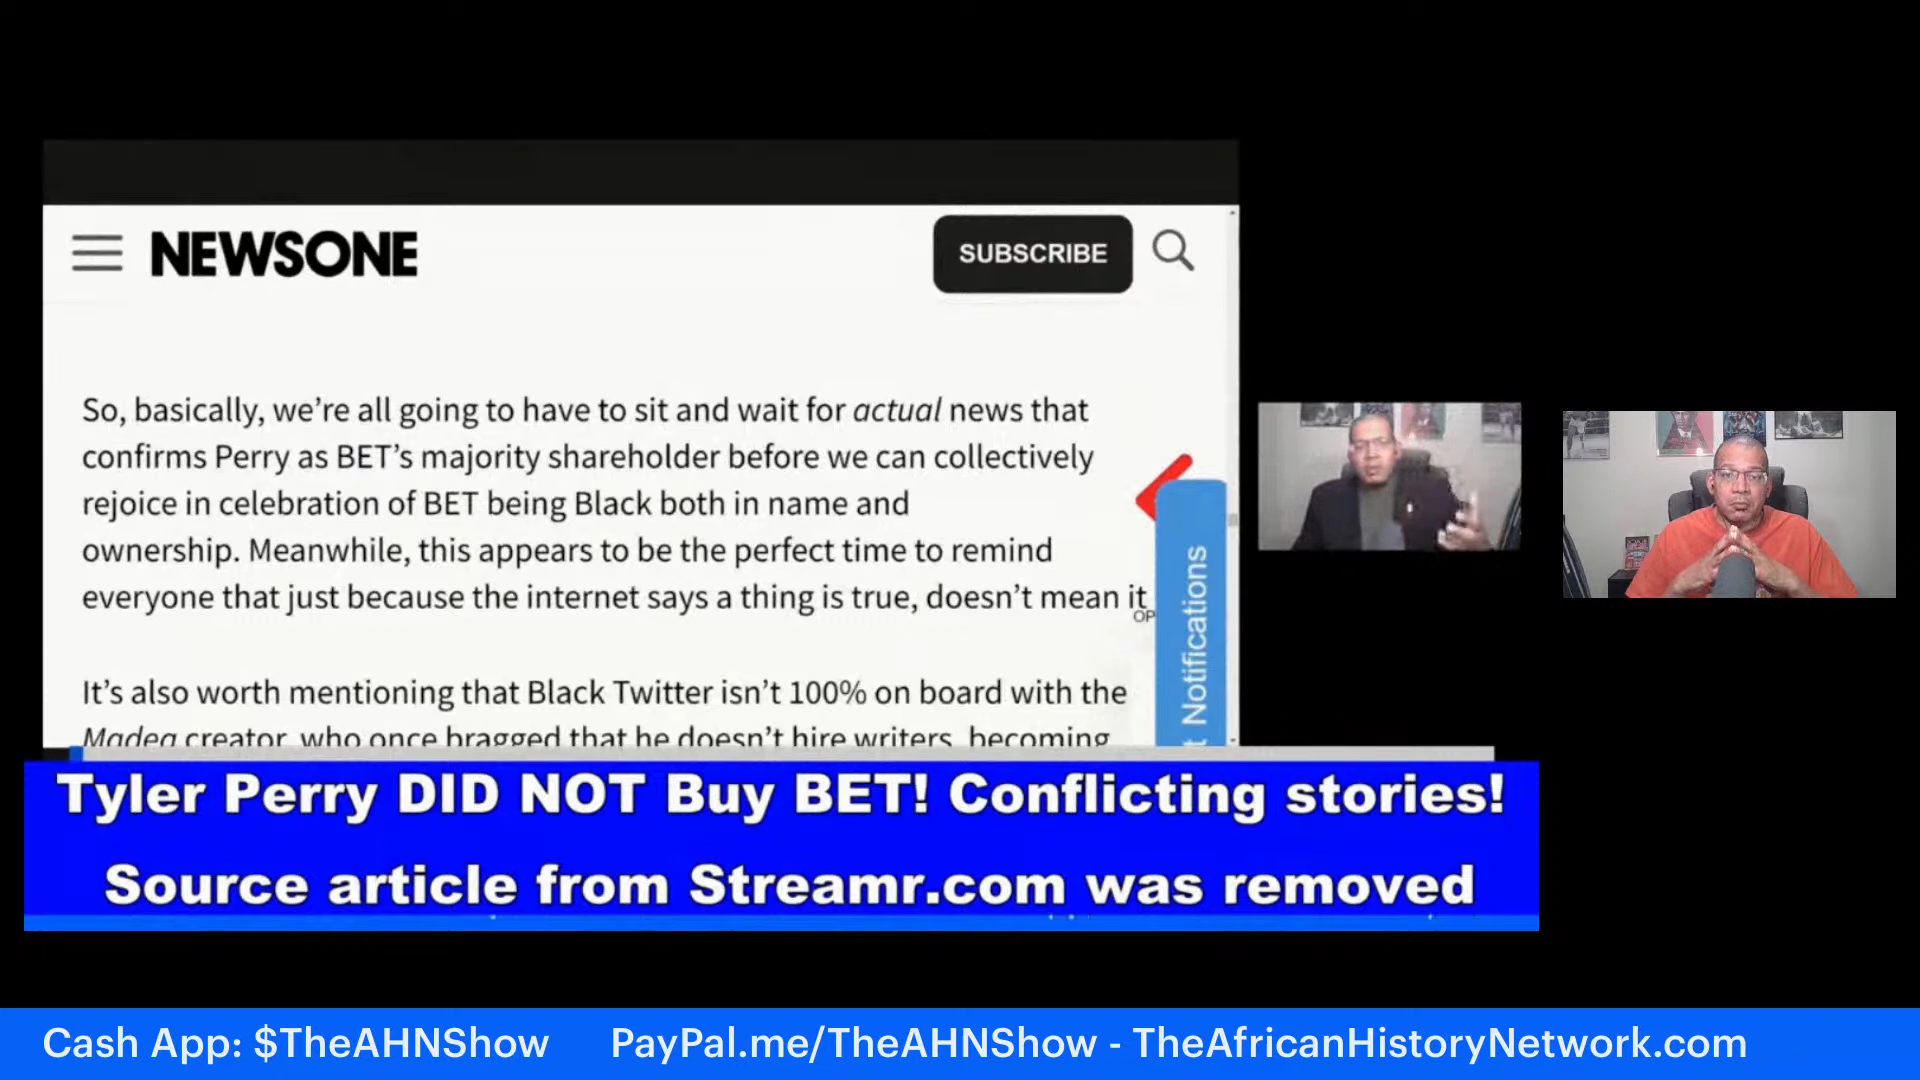 NEWSONE
SUBSCRIBE
So, basically, we're all going to have to sit and wait for actual news that
confirms Perry as BET's majority shareholder before we can collectively
rejoice in celebration of BET being Black both in name and
ownership. Meanwhile, this appears to be the perfect time to remind
everyone that just because the internet says a thing is true, doesn't mean it
OP
Notifications
It's also worth mentioning that Black Twitter isn't 100% on board with the
Madea creator, who once bragged that he doesn't hire writers, becoming
Tyler Perry DID NOT Buy BET! Conflicting stories!
Source article from Streamr.com was removed
Cash App: $TheAHNShow PayPal.me/TheAHNShow - TheAfricanHistoryNetwork.com